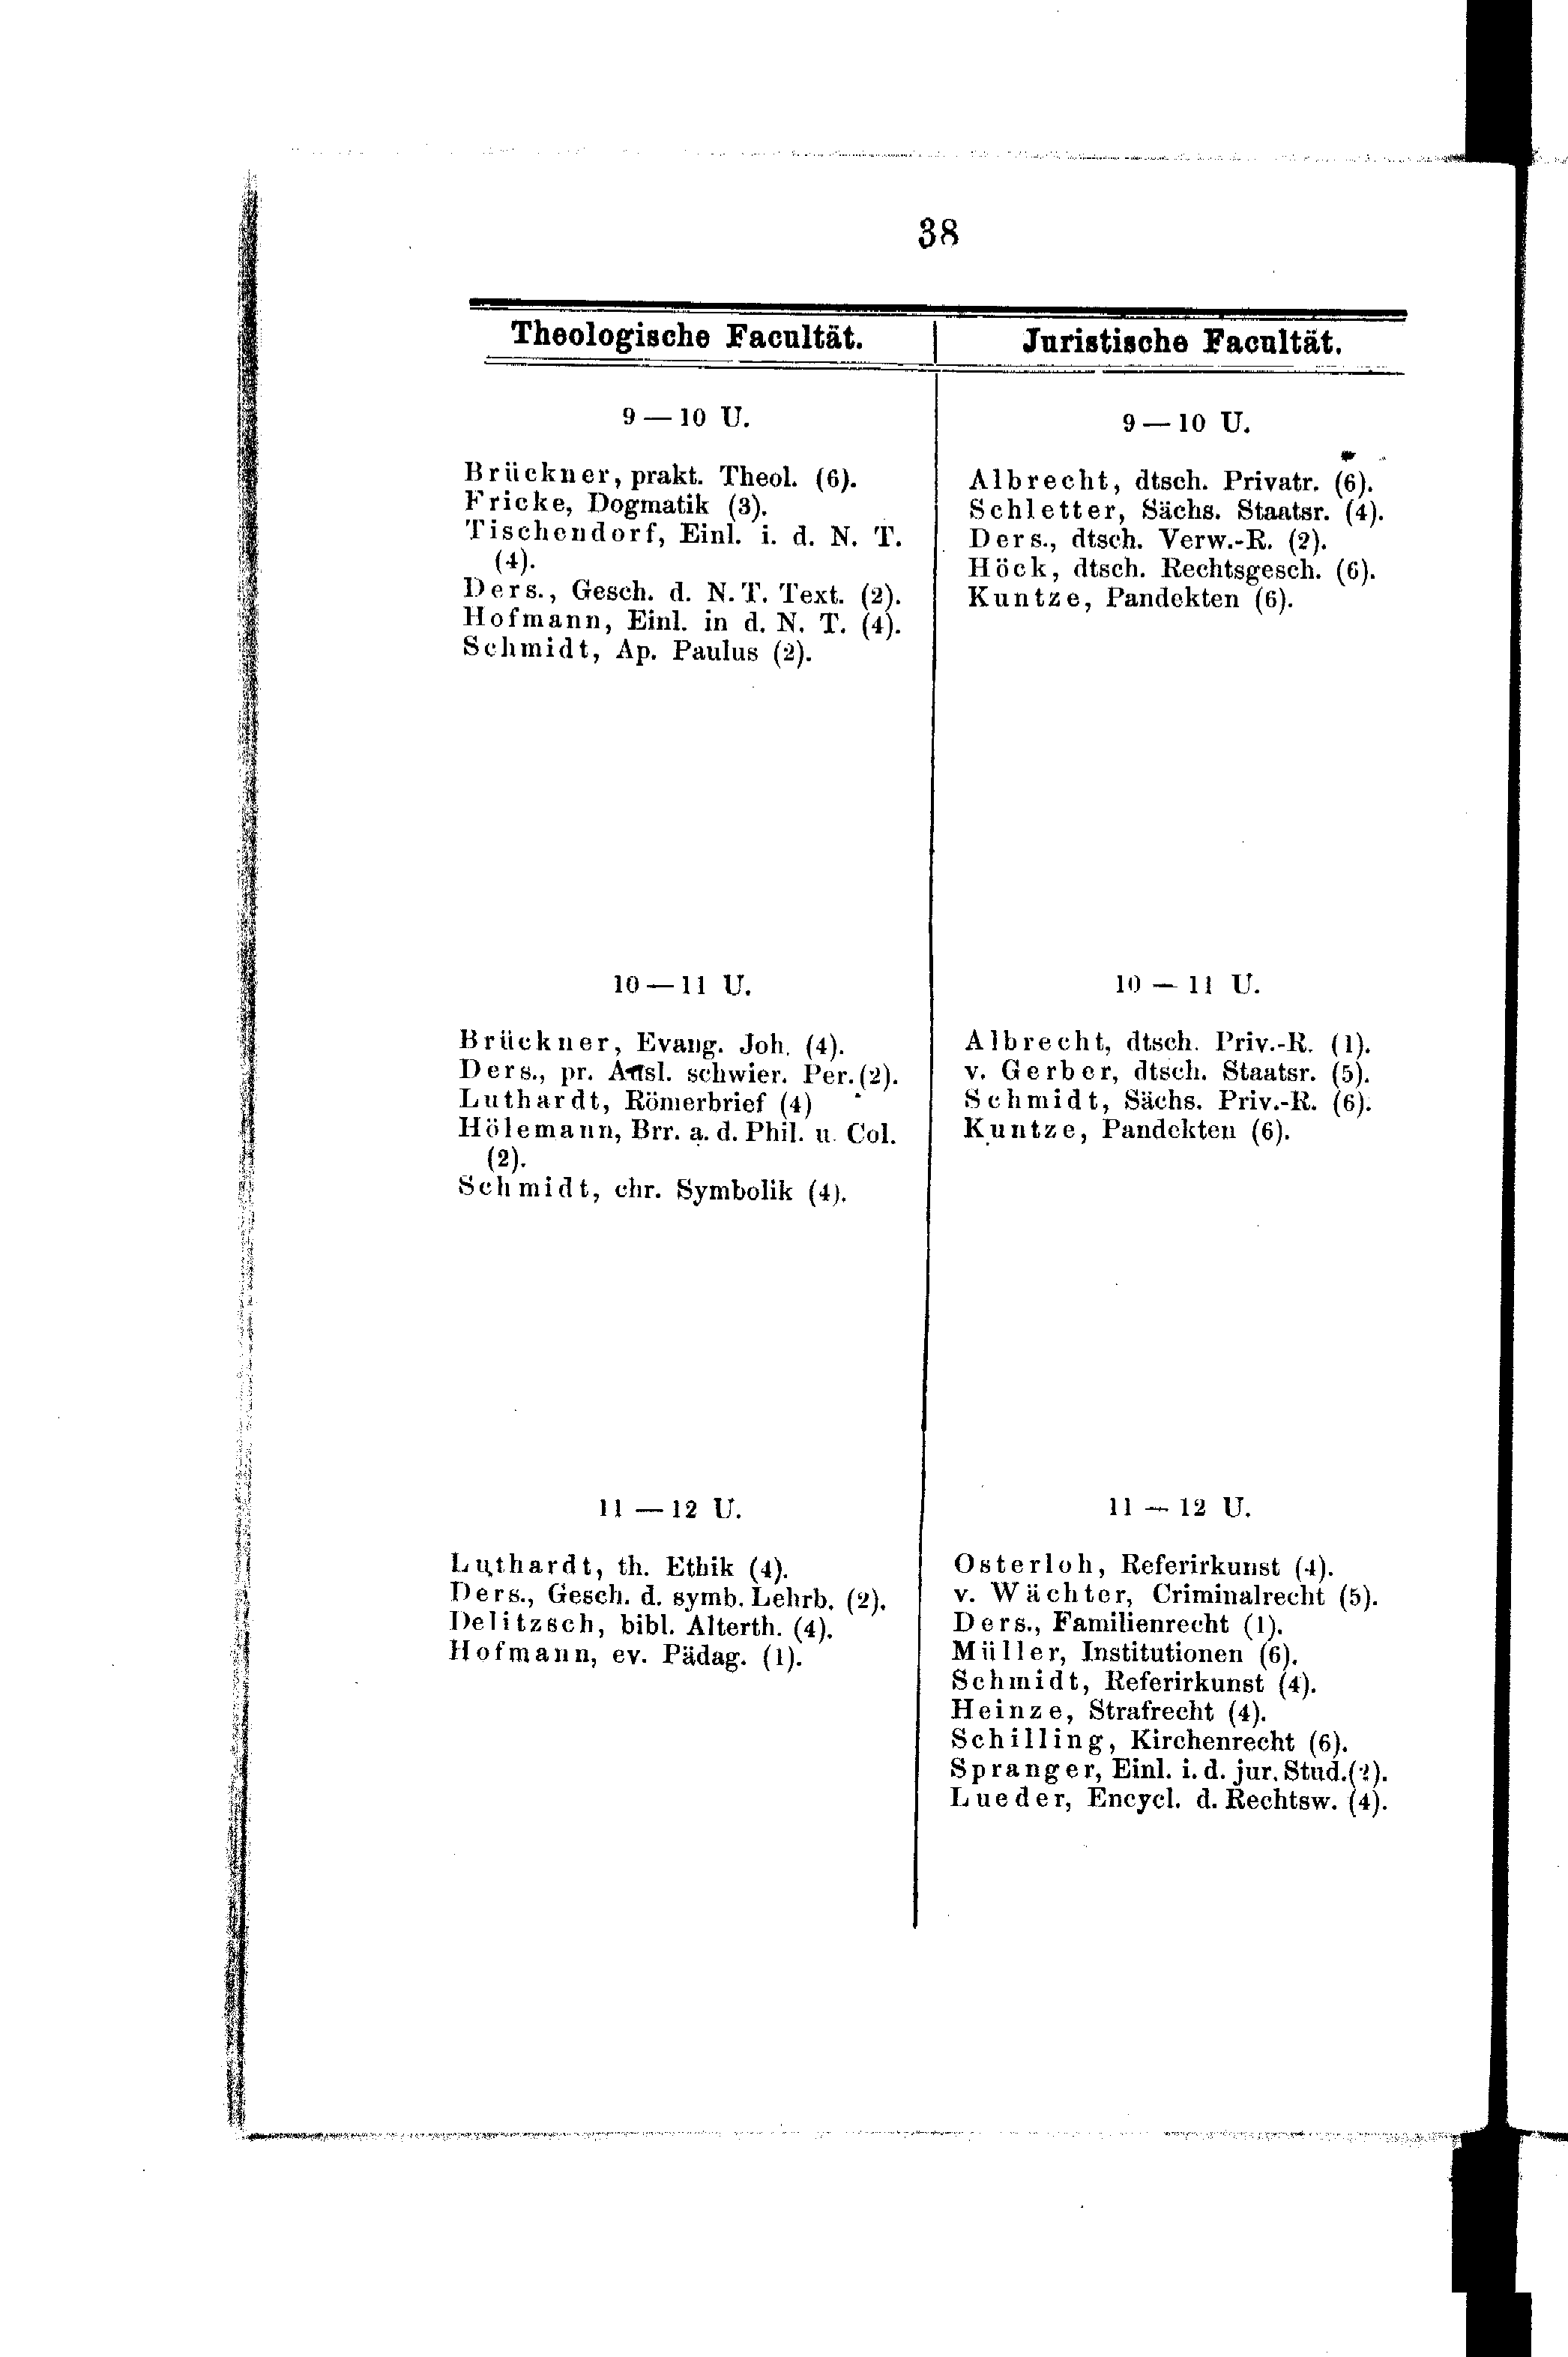 38
Theologische Facultät.
9 — 10 U.
Brückner, prakt. Theol. (6).
Fricke, Dogmatik (3).
Tischendorf, Einl. i. d. N. T.
(4).
Ders., Gesch. d. N. T. Text. (2).
Hofmann, Einl. in d. N. T. (4).
Schmidt, Ap. Paulus (2).
10 — 11 U.
Brückner, Evang. Joh. (4).
Ders., pr. Ausl. schwier. Per. (2).
Luthardt, Römerbrief (4)
Hölemann, Brr. a. d. Phil. u. Col.
(2).
Schmidt, chr. Symbolik (4).
11 — 12 U.
Luthardt, th. Ethik (4).
Ders., Gesch. d. symb. Lehrb. (2).
Delitzsch, bibl. Alterth. (4).
Hofmann, ev. Pädag. (1).
Juristische Facultät.
9 — 10 U.
Albrecht, dtsch. Privatr. (6).
Schletter, Sächs. Staatsr. (4).
Ders., dtsch. Verw.-R. (2).
Höck, dtsch. Rechtsgesch. (6).
Kuntze, Pandekten (6).
10 — 11 U.
Albrecht, dtsch. Priv.-R. (1).
v. Gerber, dtsch. Staatsr. (5).
Schmidt, Sächs. Priv.-R. (6).
Kuntze, Pandekten (6).
11 — 12 U.
Osterloh, Referirkunst (4).
v. Wächter, Criminalrecht (5).
Ders., Familienrecht (1).
Müller, Institutionen (6).
Schmidt, Referirkunst (4).
Heinze, Strafrecht (4).
Schilling, Kirchenrecht (6).
Spranger, Einl. i. d. jur. Stud. (2).
Lueder, Encycl. d. Rechtsw. (4).